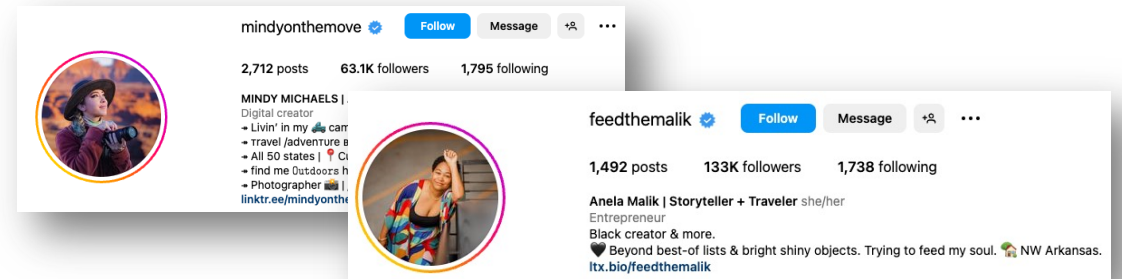 mindyonthemove Follow Message
2,712 posts 63.1K followers 1,795 following
MINDY MICHAELS |
Digital creator
↠ Livin' in my 🛻 cam
↠ тravel /advenтure
↠ All 50 states | 📍
↠ find me 𝙾𝚞𝚝𝚍𝚘𝚘𝚛𝚜 h
↠ Photographer 📸 |
linktr.ee/mindyonthe
feedthemalik Follow Message
1,492 posts 133K followers 1,738 following
Anela Malik | Storyteller + Traveler she/her
Entrepreneur
Black creator & more.
🖤 Beyond best-of lists & bright shiny objects. Trying to feed my soul. 🏡 NW Arkansas.
ltx.bio/feedthemalik